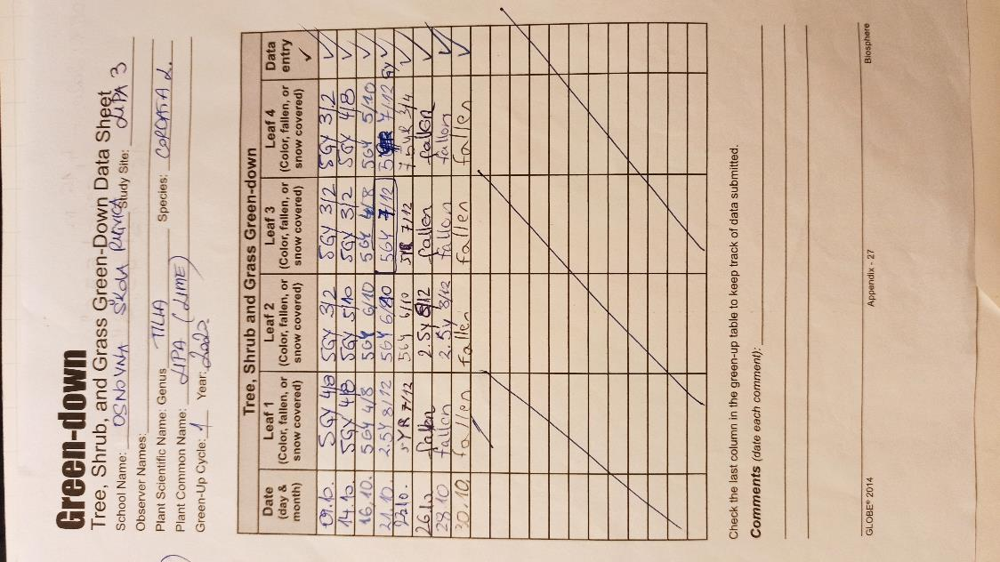 Green-down
Tree, Shrub, and Grass Green-Down Data Sheet
School Name: OSNOVNA ŠKOLA Study Site: LIPA 3
Observer Names:
Plant Scientific Name: Genus TILIA Species: CORDATA L.
Plant Common Name: LIPA (LIME)
Green-Up Cycle: 1 Year: 2020.
Tree, Shrub and Grass Green-down
Date (day & month) Leaf 1 (Color, fallen, or snow covered) Leaf 2 (Color, fallen, or snow covered) Leaf 3 (Color, fallen, or snow covered) Leaf 4 (Color, fallen, or snow covered) Data entry ✓
09.10. 5GY 4/8 5GY 3/2 5GY 3/2 5GY 3/2 ✓
14.10. 5GY 4/8 5GY 5/10 5GY 3/2 5GY 4/8 ✓
16.10. 5GY 4/8 5GY 6/10 5GY 4/8 5GY 5/10 ✓
21.10. 2.5Y 8/12 5GY 6/10 5GY 7/12 5 7/12 GY ✓
22.10. 5YR 7/12 5GY 6/10 5YR 7/12 7.5YR 3/4 ✓
26.10 fallen 2.5Y 8/12 fallen fallen ✓
28.10 fallen 2.5Y 8/12 fallen fallen ✓
30.10. fallen fallen fallen fallen ✓
Check the last column in the green-up table to keep track of data submitted.
Comments (date each comment):
GLOBE® 2014 Appendix - 27 Biosphere